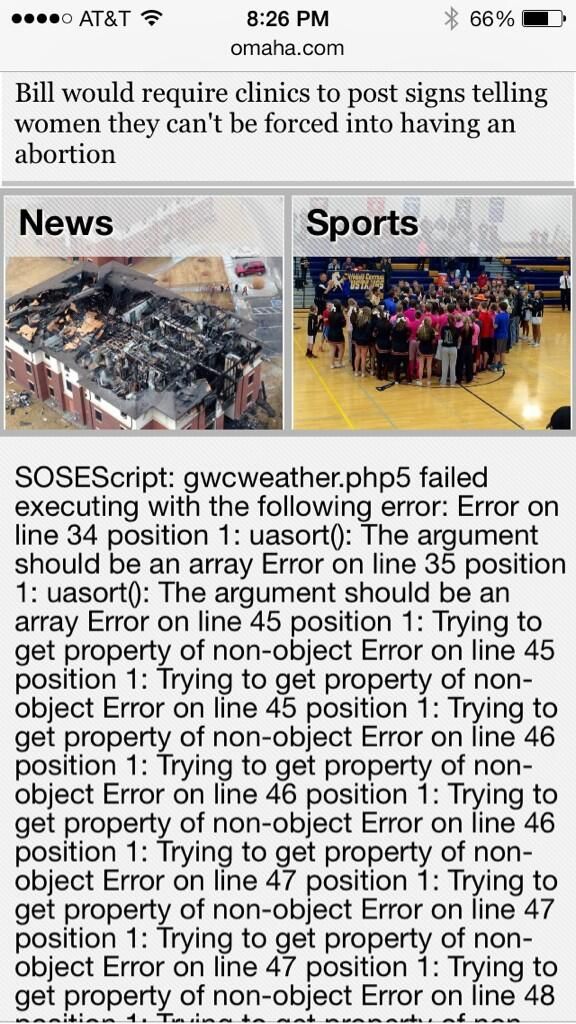 AT&T 8:26 PM 66%
omaha.com
Bill would require clinics to post signs telling
women they can't be forced into having an
abortion
News Sports
SOSEScript: gwcweather.php5 failed
executing with the following error: Error on
line 34 position 1: uasort(): The argument
should be an array Error on line 35 position
1: uasort(): The argument should be an
array Error on line 45 position 1: Trying to
get property of non-object Error on line 45
position 1: Trying to get property of non-
object Error on line 45 position 1: Trying to
get property of non-object Error on line 46
position 1: Trying to get property of non-
object Error on line 46 position 1: Trying to
get property of non-object Error on line 46
position 1: Trying to get property of non-
object Error on line 47 position 1: Trying to
get property of non-object Error on line 47
position 1: Trying to get property of non-
object Error on line 47 position 1: Trying to
get property of non-object Error on line 48
position 1: Trying to get property of non-